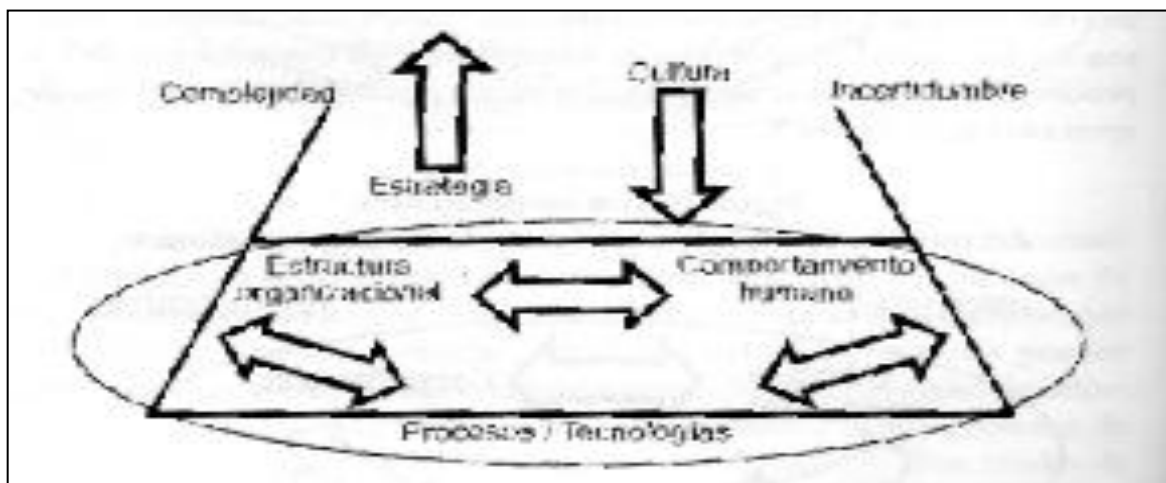 Complejidad
Cultura
Incertidumbre
Estrategia
Estructura
organizacional
Comportamiento
humano
Procesos / Tecnologías